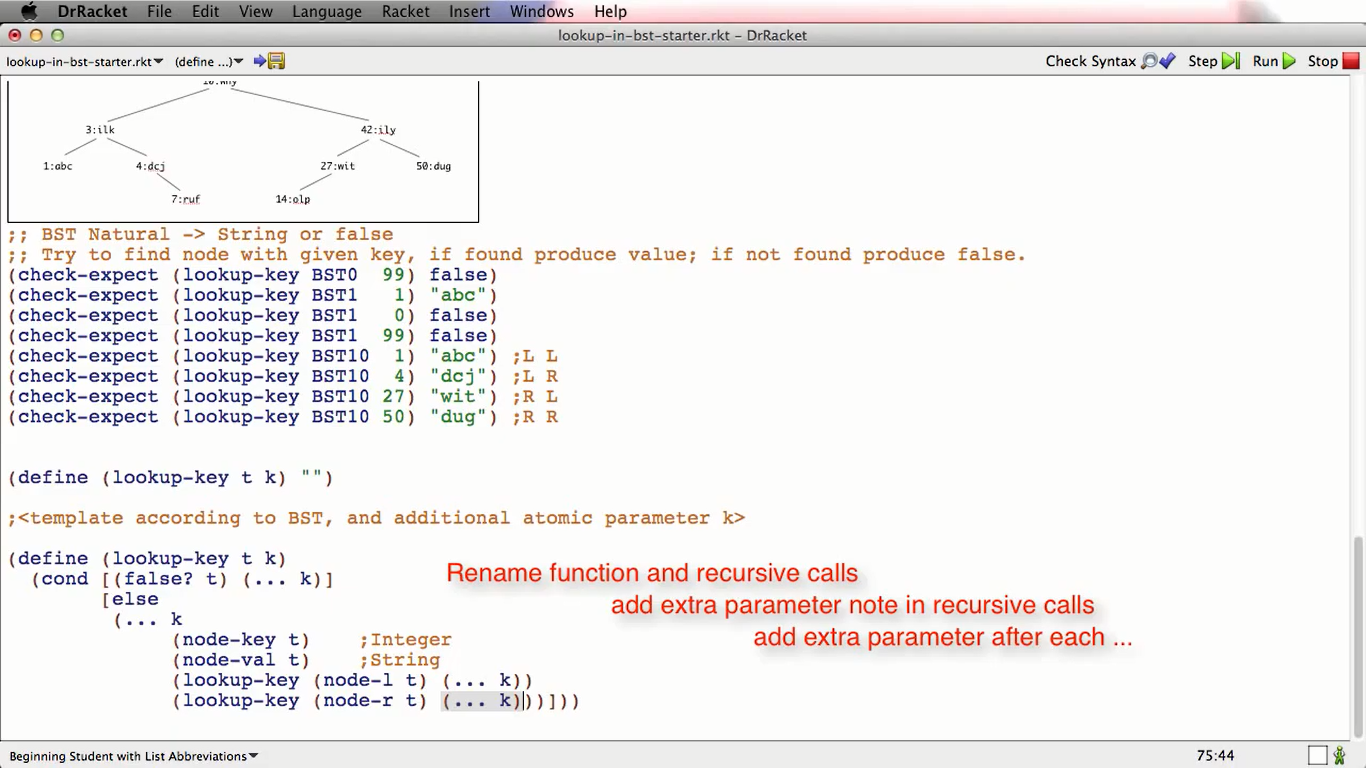 DrRacket File Edit View Language Racket Insert Windows Help
lookup-in-bst-starter.rkt - DrRacket
lookup-in-bst-starter.rkt (define ...) Check Syntax Step Run Stop
10:why
3:ilk 42:ily
1:abc 4:dcj 27:wit 50:dug
7:ruf 14:olp
;; BST Natural -> String or false
;; Try to find node with given key, if found produce value; if not found produce false.
(check-expect (lookup-key BST0  99) false)
(check-expect (lookup-key BST1   1) "abc")
(check-expect (lookup-key BST1   0) false)
(check-expect (lookup-key BST1  99) false)
(check-expect (lookup-key BST10  1) "abc") ;L L
(check-expect (lookup-key BST10  4) "dcj") ;L R
(check-expect (lookup-key BST10 27) "wit") ;R L
(check-expect (lookup-key BST10 50) "dug") ;R R
(define (lookup-key t k) "")
;<template according to BST, and additional atomic parameter k>
(define (lookup-key t k)
(cond [(false? t) (... k)]
[else
(... k
(node-key t)    ;Integer
(node-val t)    ;String
(lookup-key (node-l t) (... k))
(lookup-key (node-r t) (... k)))]))
Rename function and recursive calls
add extra parameter note in recursive calls
add extra parameter after each ...
Beginning Student with List Abbreviations 75:44